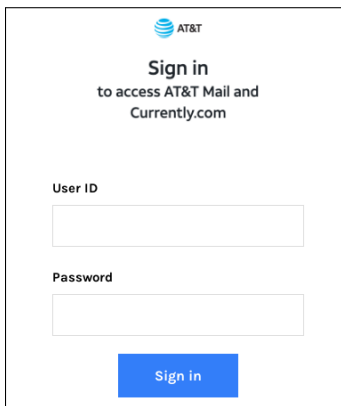 AT&T
Sign in
to access AT&T Mail and
Currently.com
User ID
Password
Sign in